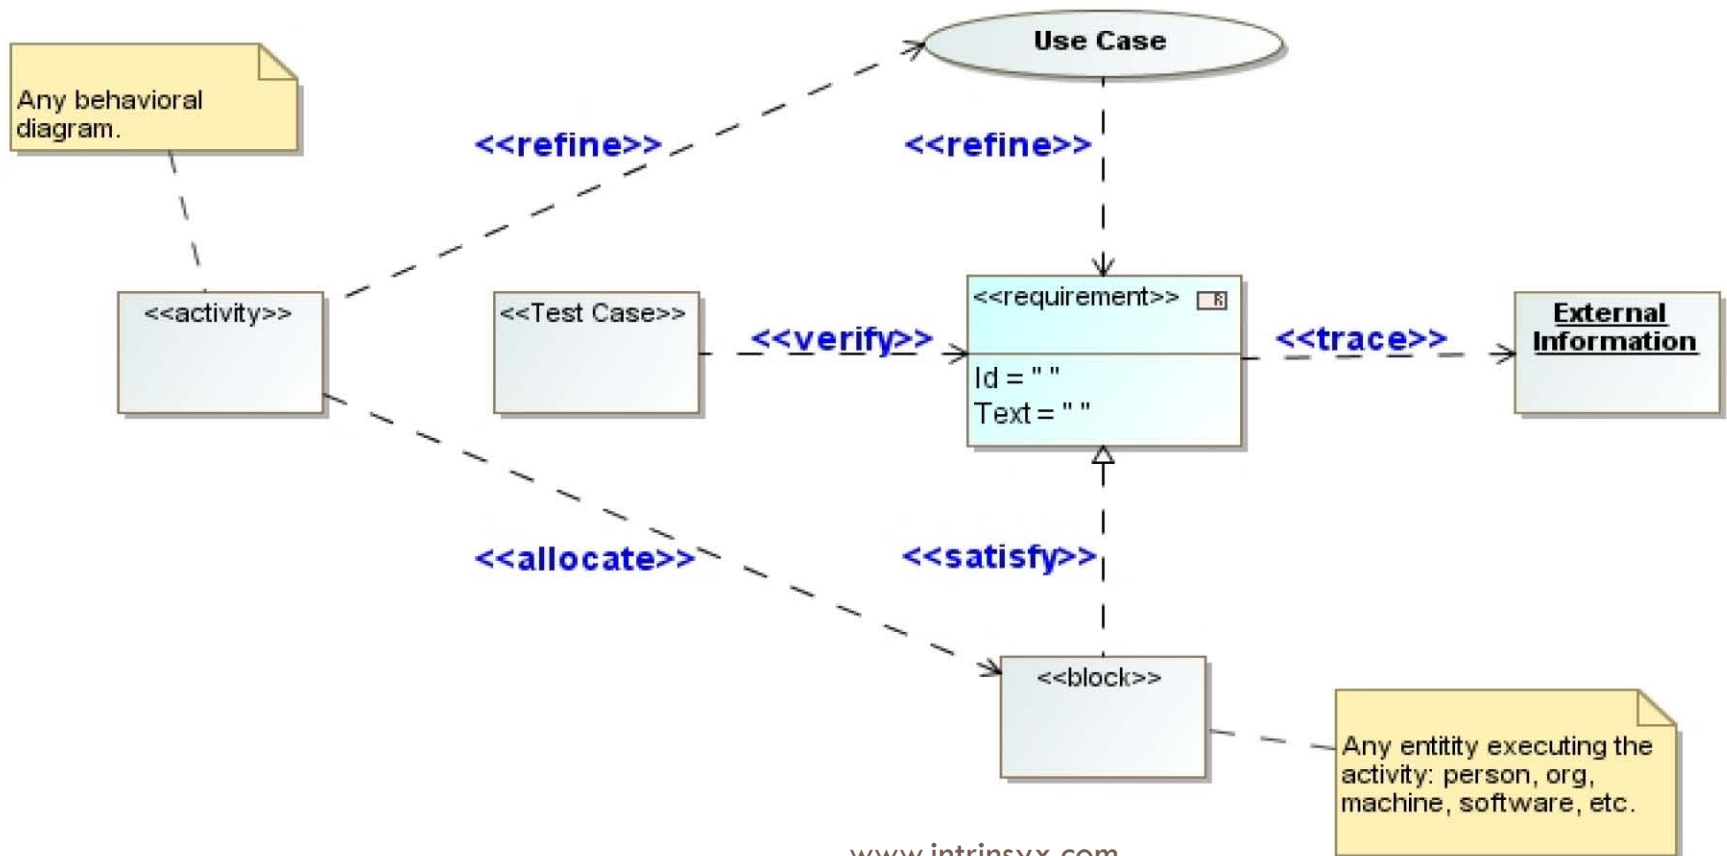 Use Case
Any behavioral
diagram.
<<refine>>
<<refine>>
<<activity>>
<<Test Case>>
<<verify>>
<<requirement>>
R
Id = " "
Text = " "
<<trace>>
External
Information
<<allocate>>
<<satisfy>>
<<block>>
Any entitity executing the
activity: person, org,
machine, software, etc.
www.intrinsyx.com